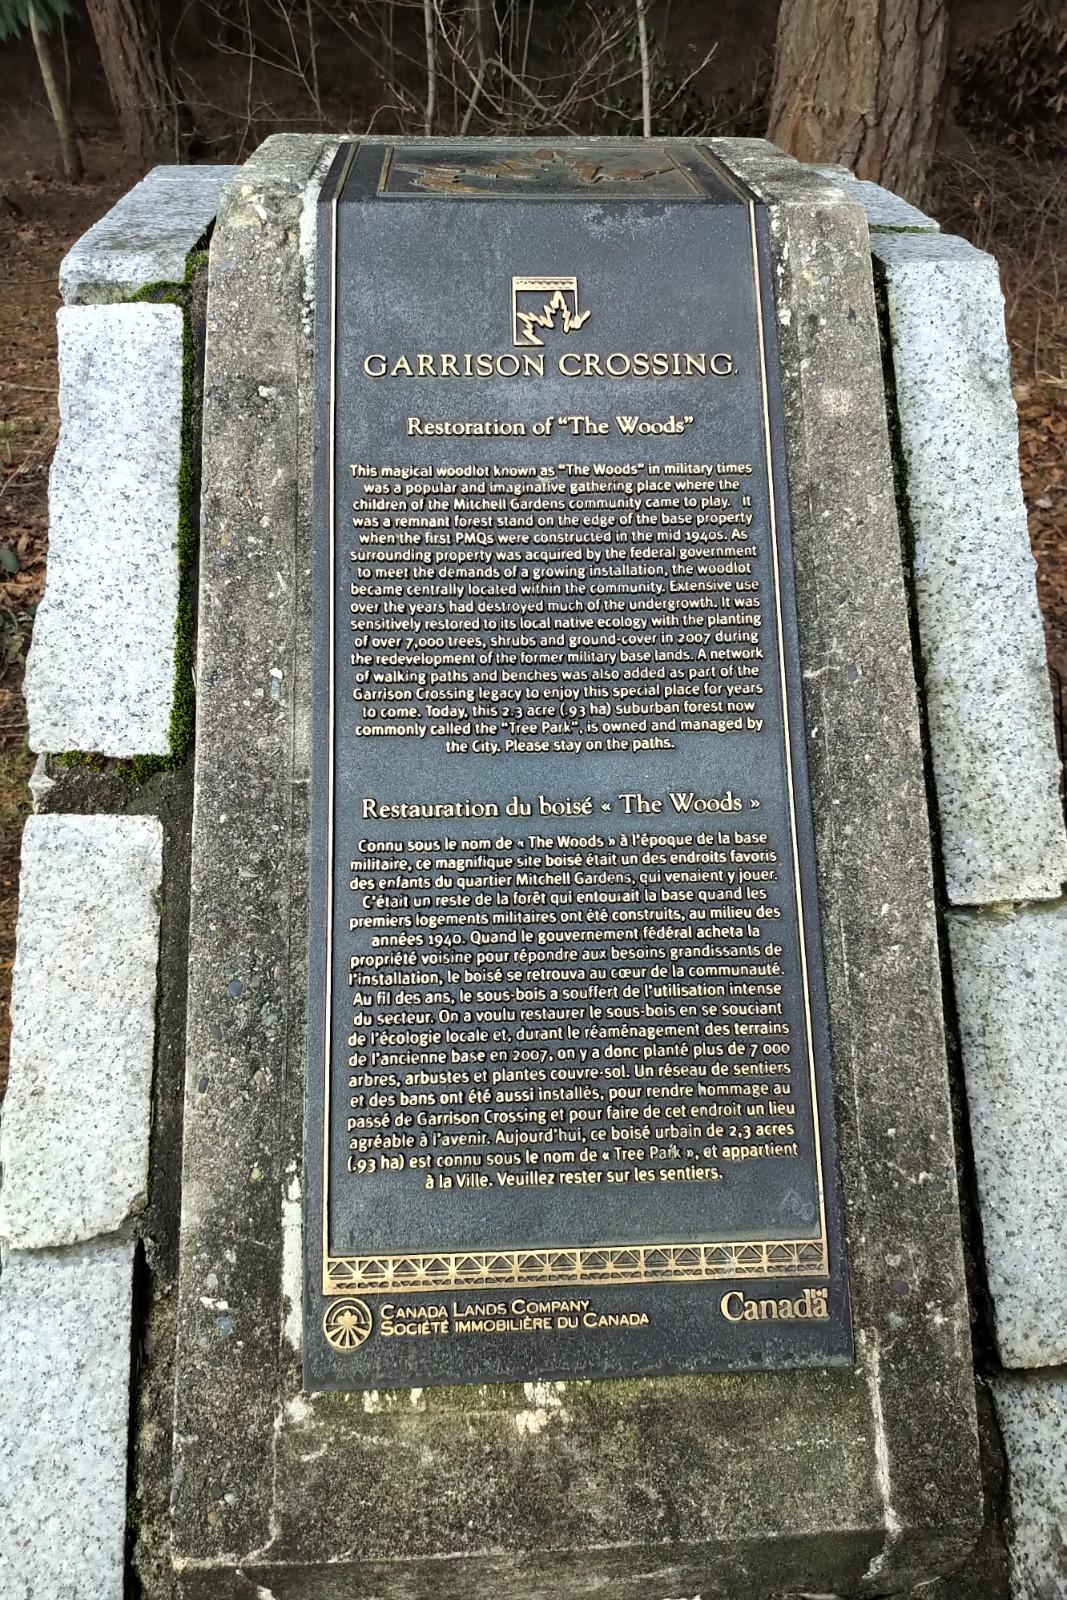 GARRISON CROSSING
Restoration of "The Woods"
This magical woodlot known as "The Woods" in military times
was a popular and imaginative gathering place where the
children of the Mitchell Gardens community came to play. It
was a remnant forest stand on the edge of the base property
when the first PMQs were constructed in the mid 1940s. As
surrounding property was acquired by the federal government
to meet the demands of a growing installation, the woodlot
became centrally located within the community. Extensive use
over the years had destroyed much of the undergrowth. It was
sensitively restored to its local native ecology with the planting
of over 7,000 trees, shrubs and ground-cover in 2007 during
the redevelopment of the former military base lands. A network
of walking paths and benches was also added as part of the
Garrison Crossing legacy to enjoy this special place for years
to come. Today, this 2.3 acre (.93 ha) suburban forest now
commonly called the "Tree Park", is owned and managed by
the City. Please stay on the paths.
Restauration du boisé « The Woods »
Connu sous le nom de « The Woods » à l'époque de la base
militaire, ce magnifique site boisé était un des endroits favoris
des enfants du quartier Mitchell Gardens, qui venaient y jouer.
C'était un reste de la forêt qui entourait la base quand les
premiers logements militaires ont été construits, au milieu des
années 1940. Quand le gouvernement fédéral acheta la
propriété voisine pour répondre aux besoins grandissants de
l'installation, le boisé se retrouva au cœur de la communauté.
Au fil des ans, le sous-bois a souffert de l'utilisation intense
du secteur. On a voulu restaurer le sous-bois en se souciant
de l'écologie locale et, durant le réaménagement des terrains
de l'ancienne base en 2007, on y a donc planté plus de 7 000
arbres, arbustes et plantes couvre-sol. Un réseau de sentiers
et des bans ont été aussi installés, pour rendre hommage au
passé de Garrison Crossing et pour faire de cet endroit un lieu
agréable à l'avenir. Aujourd'hui, ce boisé urbain de 2,3 acres
(.93 ha) est connu sous le nom de « Tree Park », et appartient
à la Ville. Veuillez rester sur les sentiers.
CANADA LANDS COMPANY
SOCIÉTÉ IMMOBILIÈRE DU CANADA
Canada